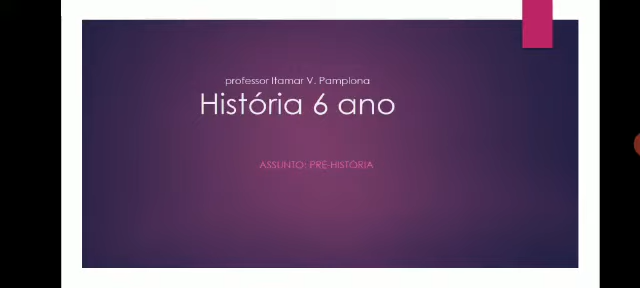 professor Itamar V. Pamplona
História 6 ano
ASSUNTO: PRÉ-HISTÓRIA